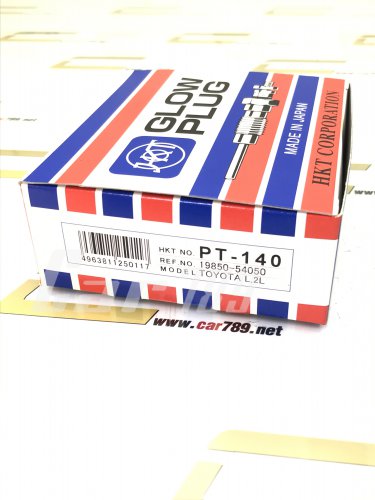 GLOW
PLUG
HKT
MADE IN JAPAN
HKT CORPORATION
HKT NO. PT-140
REF.NO. 19850-54050
MODEL TOYOTA L,2L
4963811250117
www.car789.net